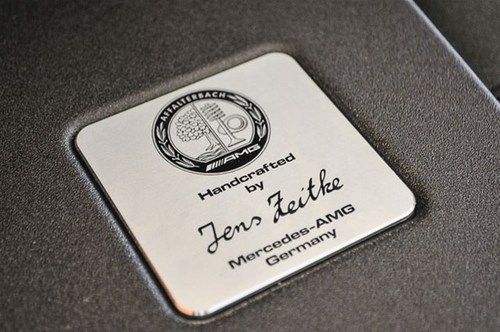 AFFALTERBACH
AMG
Handcrafted
by
Jens Zeitke
Mercedes-AMG
Germany